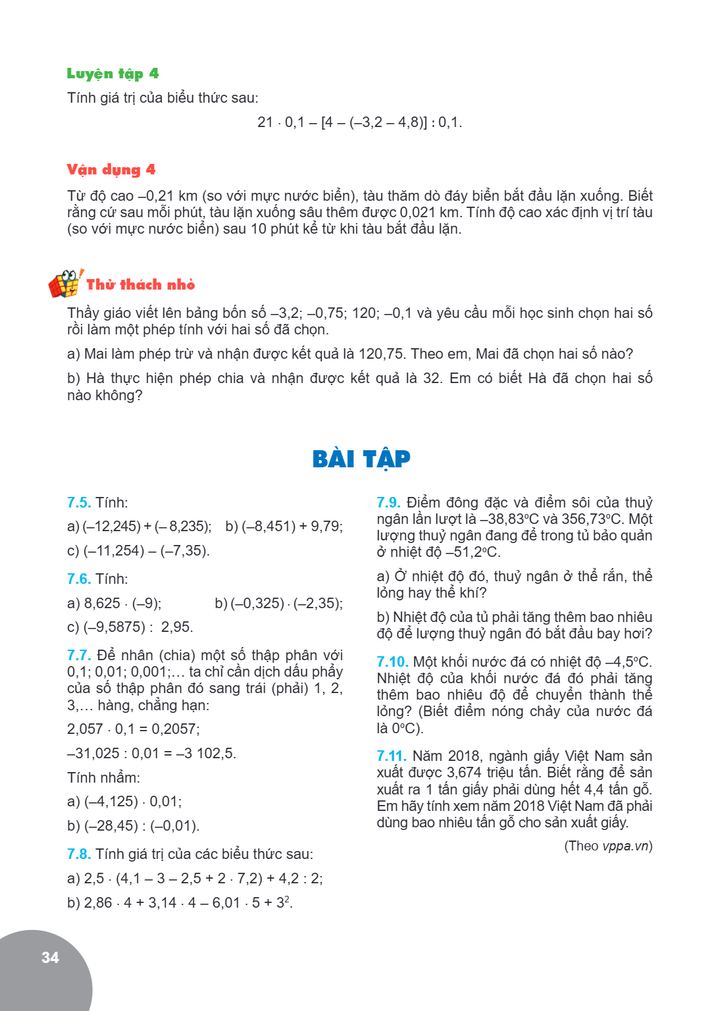 Luyện tập 4
Tính giá trị của biểu thức sau:
21 · 0,1 – [4 – (–3,2 – 4,8)] : 0,1.
Vận dụng 4
Từ độ cao –0,21 km (so với mực nước biển), tàu thăm dò đáy biển bắt đầu lặn xuống. Biết
rằng cứ sau mỗi phút, tàu lặn xuống sâu thêm được 0,021 km. Tính độ cao xác định vị trí tàu
(so với mực nước biển) sau 10 phút kể từ khi tàu bắt đầu lặn.
Thử thách nhỏ
Thầy giáo viết lên bảng bốn số –3,2; –0,75; 120; –0,1 và yêu cầu mỗi học sinh chọn hai số
rồi làm một phép tính với hai số đã chọn.
a) Mai làm phép trừ và nhận được kết quả là 120,75. Theo em, Mai đã chọn hai số nào?
b) Hà thực hiện phép chia và nhận được kết quả là 32. Em có biết Hà đã chọn hai số
nào không?
BÀI TẬP
7.5. Tính:
a) (–12,245) + (– 8,235); b) (–8,451) + 9,79;
c) (–11,254) – (–7,35).
7.6. Tính:
a) 8,625 · (–9); b) (–0,325) · (–2,35);
c) (–9,5875) : 2,95.
7.7. Để nhân (chia) một số thập phân với
0,1; 0,01; 0,001;… ta chỉ cần dịch dấu phẩy
của số thập phân đó sang trái (phải) 1, 2,
3,… hàng, chẳng hạn:
2,057 · 0,1 = 0,2057;
–31,025 : 0,01 = –3 102,5.
Tính nhẩm:
a) (–4,125) · 0,01;
b) (–28,45) : (–0,01).
7.8. Tính giá trị của các biểu thức sau:
a) 2,5 · (4,1 – 3 – 2,5 + 2 · 7,2) + 4,2 : 2;
b) 2,86 · 4 + 3,14 · 4 – 6,01 · 5 + 3².
7.9. Điểm đông đặc và điểm sôi của thuỷ
ngân lần lượt là –38,83ºC và 356,73ºC. Một
lượng thuỷ ngân đang để trong tủ bảo quản
ở nhiệt độ –51,2ºC.
a) Ở nhiệt độ đó, thuỷ ngân ở thể rắn, thể
lỏng hay thể khí?
b) Nhiệt độ của tủ phải tăng thêm bao nhiêu
độ để lượng thuỷ ngân đó bắt đầu bay hơi?
7.10. Một khối nước đá có nhiệt độ –4,5ºC.
Nhiệt độ của khối nước đá đó phải tăng
thêm bao nhiêu độ để chuyển thành thể
lỏng? (Biết điểm nóng chảy của nước đá
là 0ºC).
7.11. Năm 2018, ngành giấy Việt Nam sản
xuất được 3,674 triệu tấn. Biết rằng để sản
xuất ra 1 tấn giấy phải dùng hết 4,4 tấn gỗ.
Em hãy tính xem năm 2018 Việt Nam đã phải
dùng bao nhiêu tấn gỗ cho sản xuất giấy.
(Theo vppa.vn)
34